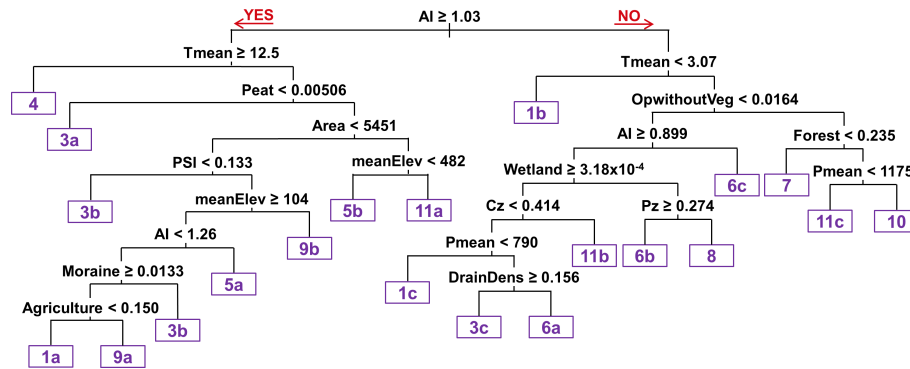 AI ≥ 1.03
YES
NO
Tmean ≥ 12.5
Tmean < 3.07
4
Peat < 0.00506
1b
OpwithoutVeg < 0.0164
3a
Area < 5451
AI ≥ 0.899
Forest < 0.235
PSI < 0.133
meanElev < 482
Wetland ≥ 3.18x10-4
6c
7
Pmean < 1175
3b
meanElev ≥ 104
5b
11a
Cz < 0.414
Pz ≥ 0.274
11c
10
AI < 1.26
9b
Pmean < 790
11b
6b
8
Moraine ≥ 0.0133
5a
1c
DrainDens ≥ 0.156
Agriculture < 0.150
3b
3c
6a
1a
9a